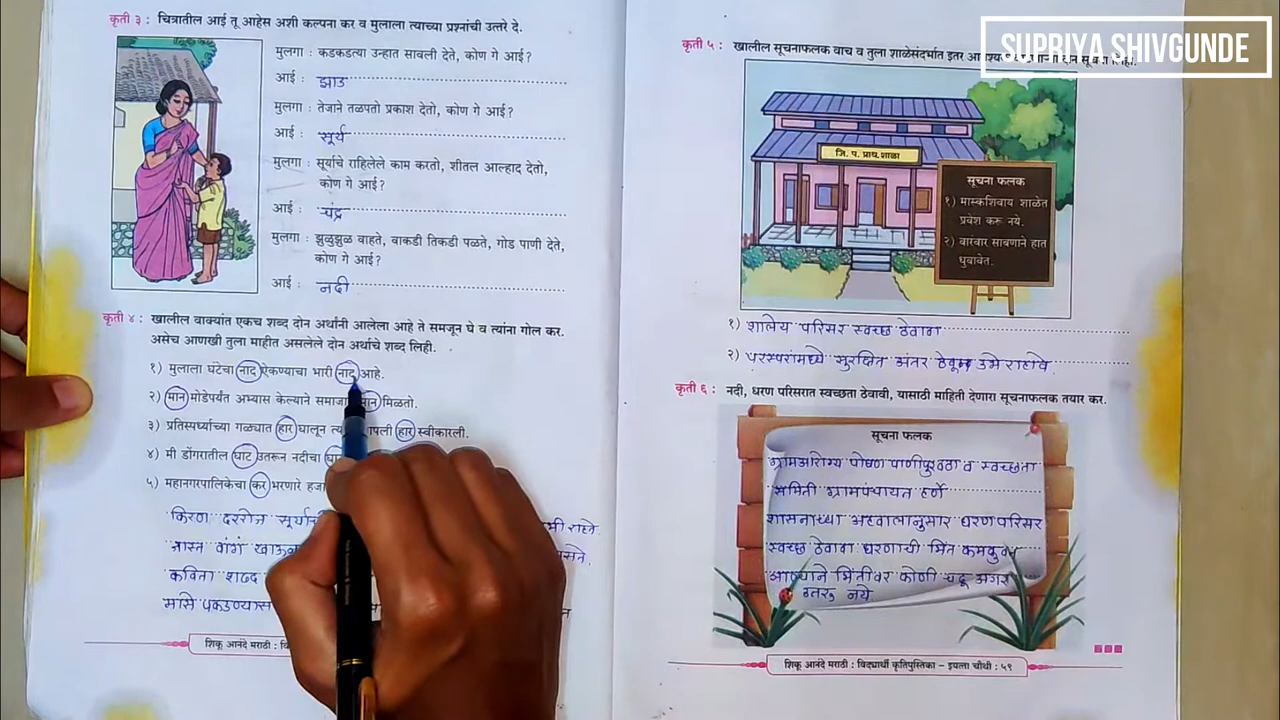 SUPRIYA SHIVGUNDE
कृती ३ : चित्रातील आई तू आहेस अशी कल्पना कर व मुलाला त्याच्या प्रश्नांची उत्तरे दे.
मुलगा : कडकडत्या उन्हात सावली देते, कोण गे आई?
आई : झाड
मुलगा : तेजाने तळपतो प्रकाश देतो, कोण गे आई?
आई : सूर्य
मुलगा : सूर्याचे राहिलेले काम करतो, शीतल आल्हाद देतो,
कोण गे आई?
आई : चंद्र
मुलगा : झुळुझुळ वाहते, वाकडी तिकडी पळते, गोड पाणी देते,
कोण गे आई?
आई : नदी
कृती ४ : खालील वाक्यांत एकच शब्द दोन अर्थांनी आलेला आहे ते समजून घे व त्यांना गोल कर.
असेच आणखी तुला माहीत असलेले दोन अर्थाचे शब्द लिही.
१) मुलाला घंटेचा नाद ऐकण्याचा भारी नाद आहे.
२) मान मोडेपर्यंत अभ्यास केल्याने समाजात मान मिळतो.
३) प्रतिस्पर्ध्याच्या गळ्यात हार घालून आपली हार स्वीकारली.
४) मी डोंगरातील घाट उतरून नदीचा
५) महानगरपालिकेचा कर भरणारे
किरण दररोज
जास्त वांगं खाऊन
कविता शब्द
मासे पकडण्यास
शिकू आनंदे मराठी :
कृती ५ : खालील सूचनाफलक वाच व तुला शाळेसंदर्भात इतर
जि. प. प्राथ. शाळा
सूचना फलक
१) मास्कशिवाय शाळेत
प्रवेश करू नये.
२) वारंवार साबणाने हात
धुवावेत.
१) शालेय परिसर स्वच्छ ठेवावा
२) परस्परांमध्ये सुरक्षित अंतर ठेवून उभे राहावे
कृती ६ : नदी, धरण परिसरात स्वच्छता ठेवावी, यासाठी माहिती देणारा सूचनाफलक तयार कर.
सूचना फलक
ग्रामआरोग्य पोषण पाणीपुरवठा व स्वच्छता
समिती ग्रामपंचायत हर्णे
शासनाच्या अहवालानुसार धरण परिसर
स्वच्छ ठेवावा धरणाची भिंत कमकुवत
भिंतीवर कोणी चढू अगर
उतरू नये
शिकू आनंदे मराठी : विद्यार्थी कृतिपुस्तिका - इयत्ता चौथी : ५९